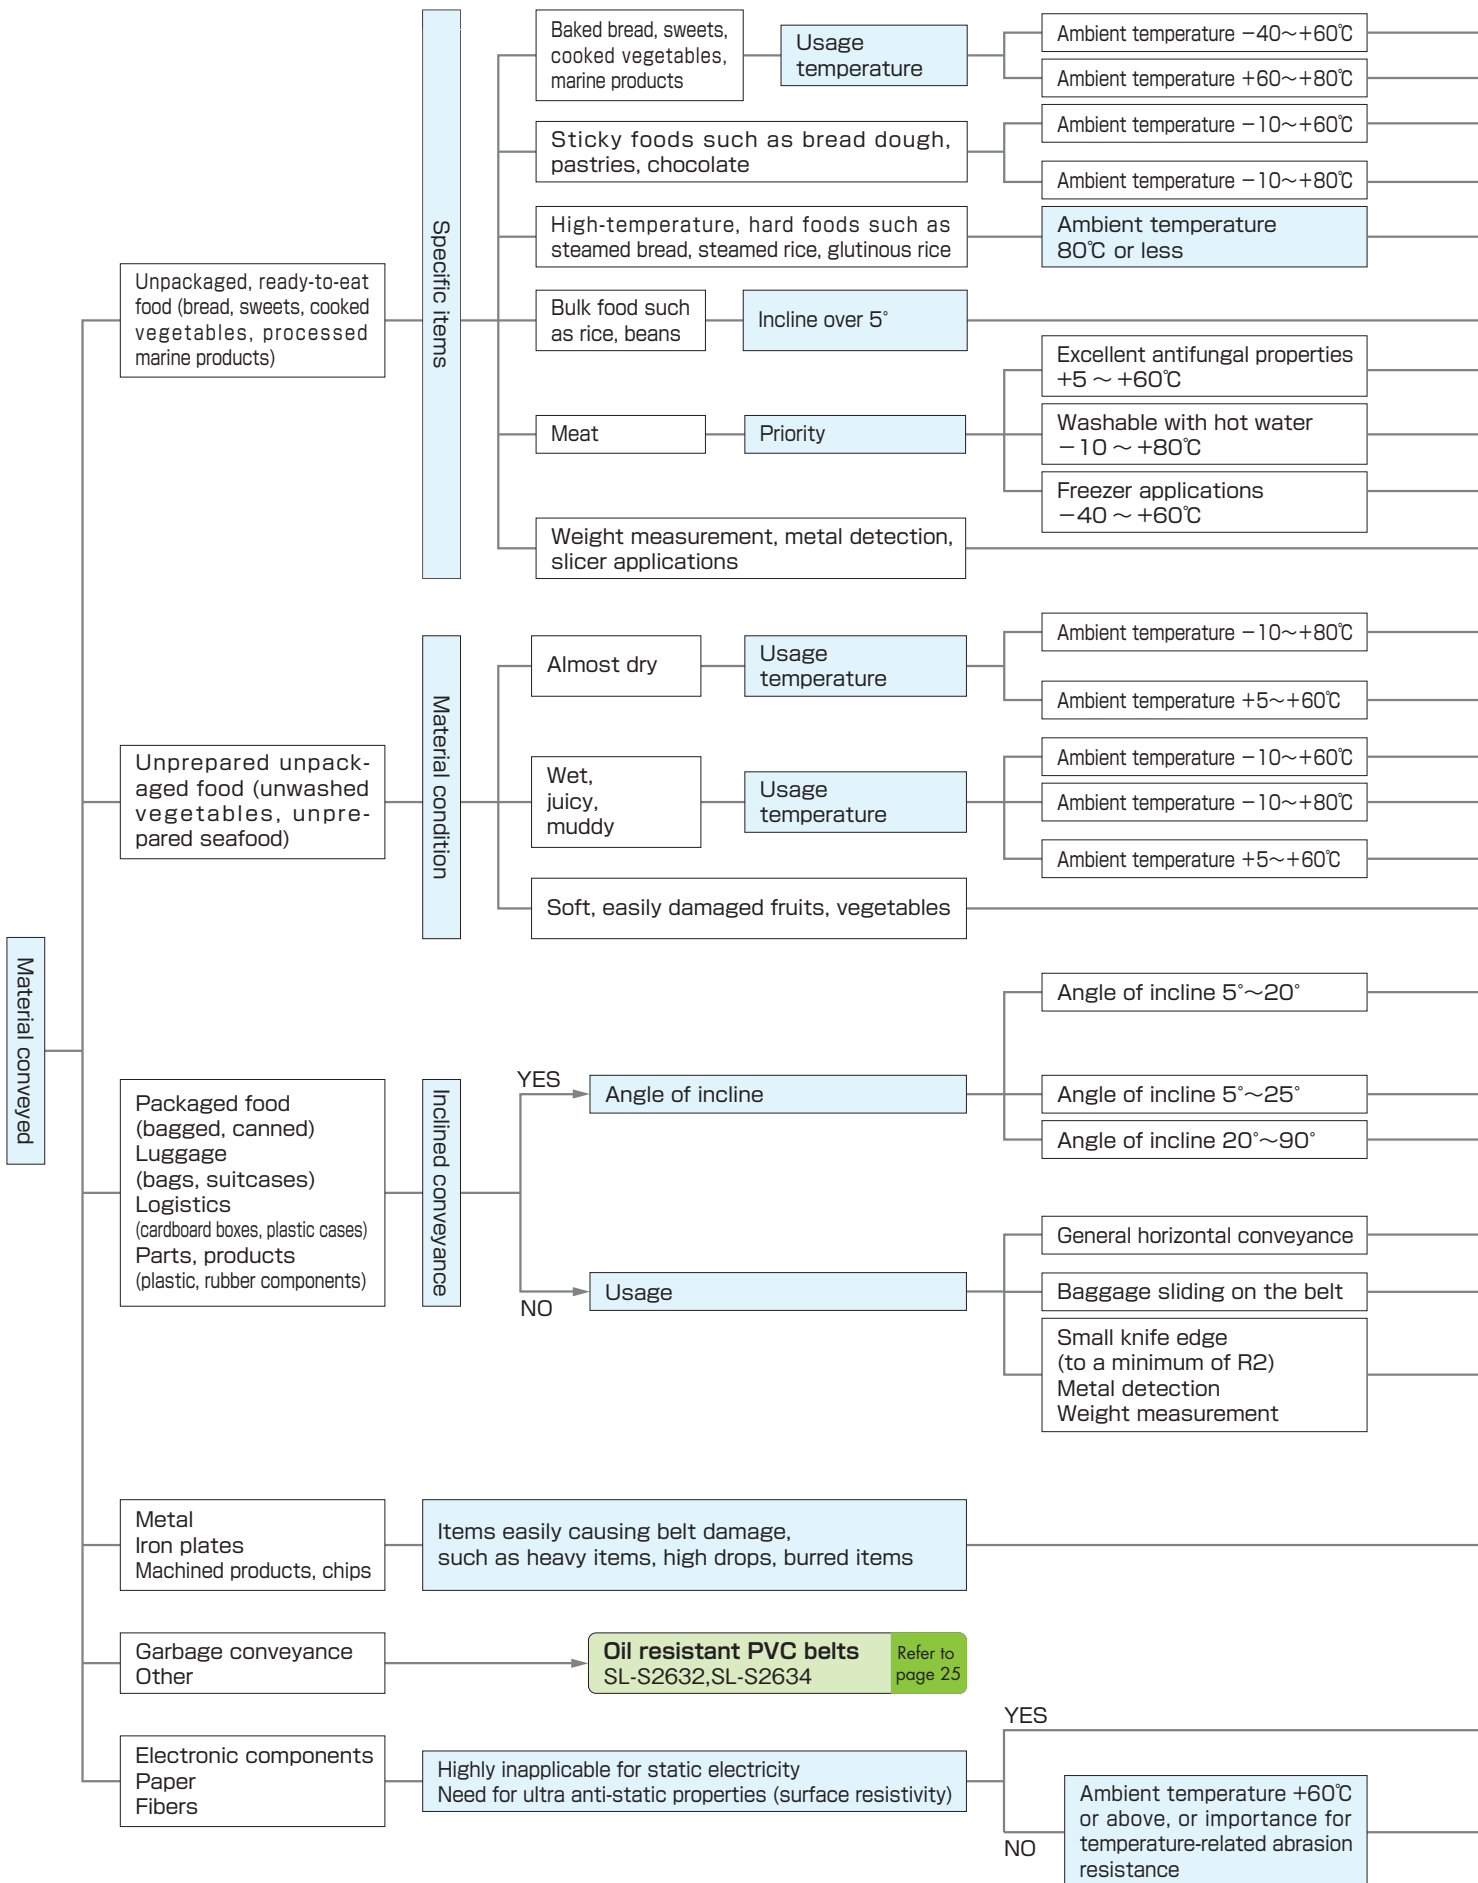 Material conveyed
Unpackaged, ready-to-eat
food (bread, sweets, cooked
vegetables, processed
marine products)
Specific items
Baked bread, sweets,
cooked vegetables,
marine products
Usage
temperature
Ambient temperature −40～+60℃
Ambient temperature +60～+80℃
Sticky foods such as bread dough,
pastries, chocolate
Ambient temperature −10～+60℃
Ambient temperature −10～+80℃
High-temperature, hard foods such as
steamed bread, steamed rice, glutinous rice
Ambient temperature
80℃ or less
Bulk food such
as rice, beans
Incline over 5°
Meat
Priority
Excellent antifungal properties
+5 ～ +60℃
Washable with hot water
−10 ～ +80℃
Freezer applications
−40 ～ +60℃
Weight measurement, metal detection,
slicer applications
Unprepared unpack-
aged food (unwashed
vegetables, unpre-
pared seafood)
Material condition
Almost dry
Usage
temperature
Ambient temperature −10～+80℃
Ambient temperature +5～+60℃
Wet,
juicy,
muddy
Usage
temperature
Ambient temperature −10～+60℃
Ambient temperature −10～+80℃
Ambient temperature +5～+60℃
Soft, easily damaged fruits, vegetables
Packaged food
(bagged, canned)
Luggage
(bags, suitcases)
Logistics
(cardboard boxes, plastic cases)
Parts, products
(plastic, rubber components)
Inclined conveyance
YES
Angle of incline
Angle of incline 5°～20°
Angle of incline 5°～25°
Angle of incline 20°～90°
NO
Usage
General horizontal conveyance
Baggage sliding on the belt
Small knife edge
(to a minimum of R2)
Metal detection
Weight measurement
Metal
Iron plates
Machined products, chips
Items easily causing belt damage,
such as heavy items, high drops, burred items
Garbage conveyance
Other
Oil resistant PVC belts
SL-S2632,SL-S2634
Refer to
page 25
Electronic components
Paper
Fibers
Highly inapplicable for static electricity
Need for ultra anti-static properties (surface resistivity)
YES
NO
Ambient temperature +60℃
or above, or importance for
temperature-related abrasion
resistance